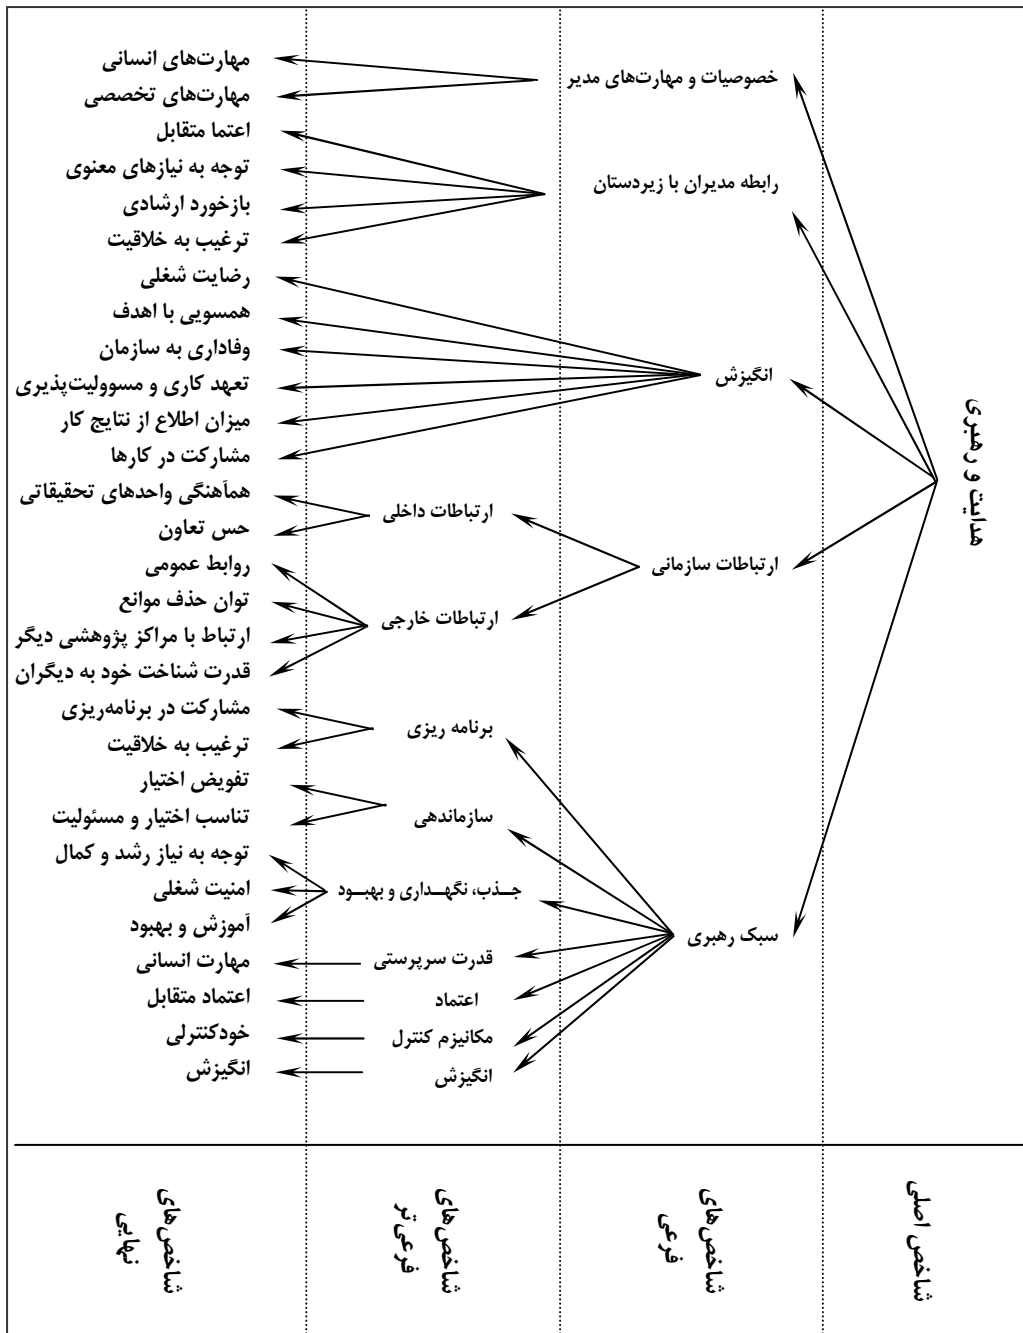 هدایت و رهبری
خصوصیات و مهارت‌های مدیر
رابطه مدیران با زیردستان
انگیزش
ارتباطات سازمانی
سبک رهبری
ارتباطات داخلی
ارتباطات خارجی
برنامه ریزی
سازماندهی
جـذب، نگهـداری و بهبـود
قدرت سرپرستی
اعتماد
مکانیزم کنترل
انگیزش
مهارت‌های انسانی
مهارت‌های تخصصی
اعتما متقابل
توجه به نیازهای معنوی
بازخورد ارشادی
ترغیب به خلاقیت
رضایت شغلی
همسویی با اهدف
وفاداری به سازمان
تعهد کاری و مسوولیت‌پذیری
میزان اطلاع از نتایج کار
مشارکت در کارها
همآهنگی واحدهای تحقیقاتی
حس تعاون
روابط عمومی
توان حذف موانع
ارتباط با مراکز پژوهشی دیگر
قدرت شناخت خود به دیگران
مشارکت در برنامه‌ریزی
ترغیب به خلاقیت
تفویض اختیار
تناسب اختیار و مسئولیت
توجه به نیاز رشد و کمال
امنیت شغلی
آموزش و بهبود
مهارت انسانی
اعتماد متقابل
خودکنترلی
انگیزش
شاخص اصلی
شاخص‌های
فرعی
شاخص‌های
فرعی تر
شاخص‌های
نهایی